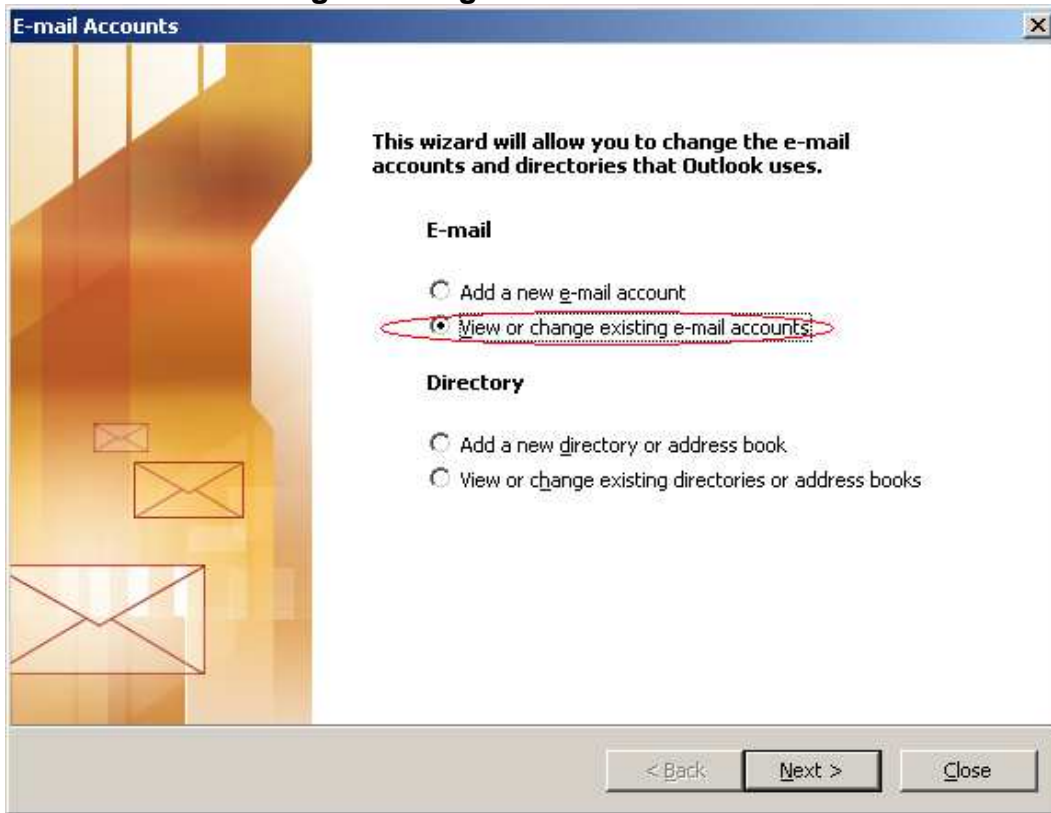 E-mail Accounts
This wizard will allow you to change the e-mail
accounts and directories that Outlook uses.
E-mail
Add a new e-mail account
View or change existing e-mail accounts
Directory
Add a new directory or address book
View or change existing directories or address books
< Back
Next >
Close